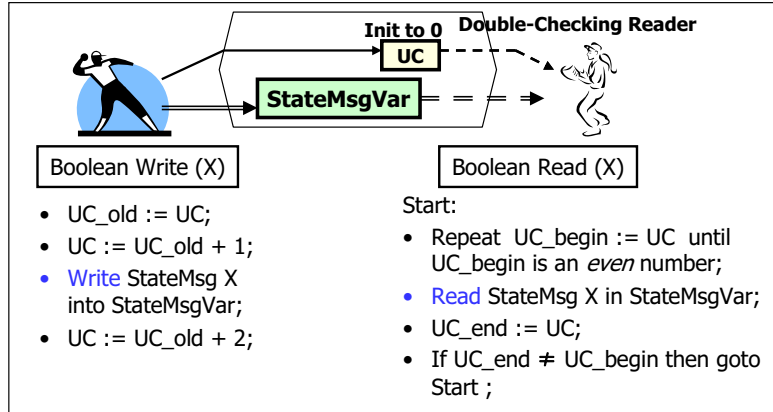 Init to 0 Double-Checking Reader
UC
StateMsgVar
Boolean Write (X)
• UC_old := UC;
• UC := UC_old + 1;
• Write StateMsg X
into StateMsgVar;
• UC := UC_old + 2;
Boolean Read (X)
Start:
• Repeat UC_begin := UC until
UC_begin is an even number;
• Read StateMsg X in StateMsgVar;
• UC_end := UC;
• If UC_end ≠ UC_begin then goto
Start ;